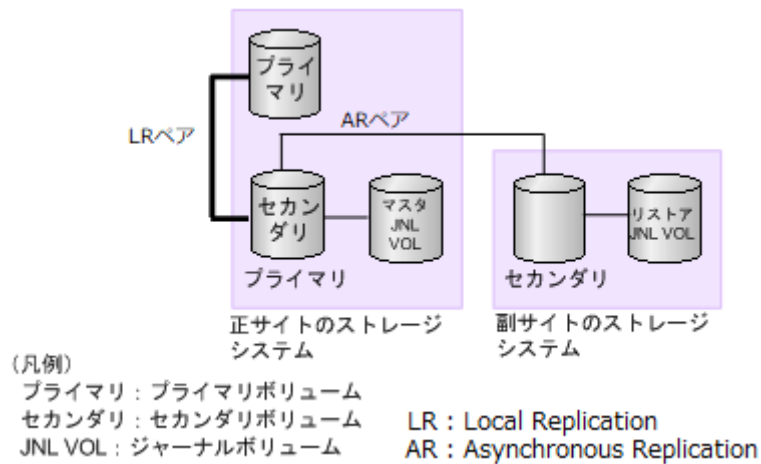 プライ
マリ
LRペア
ARペア
セカン
ダリ
マスタ
JNL
VOL
リストア
JNL VOL
プライマリ
セカンダリ
正サイトのストレージ
システム
副サイトのストレージ
システム
(凡例)
プライマリ:プライマリボリューム
セカンダリ:セカンダリボリューム
JNL VOL:ジャーナルボリューム
LR : Local Replication
AR : Asynchronous Replication